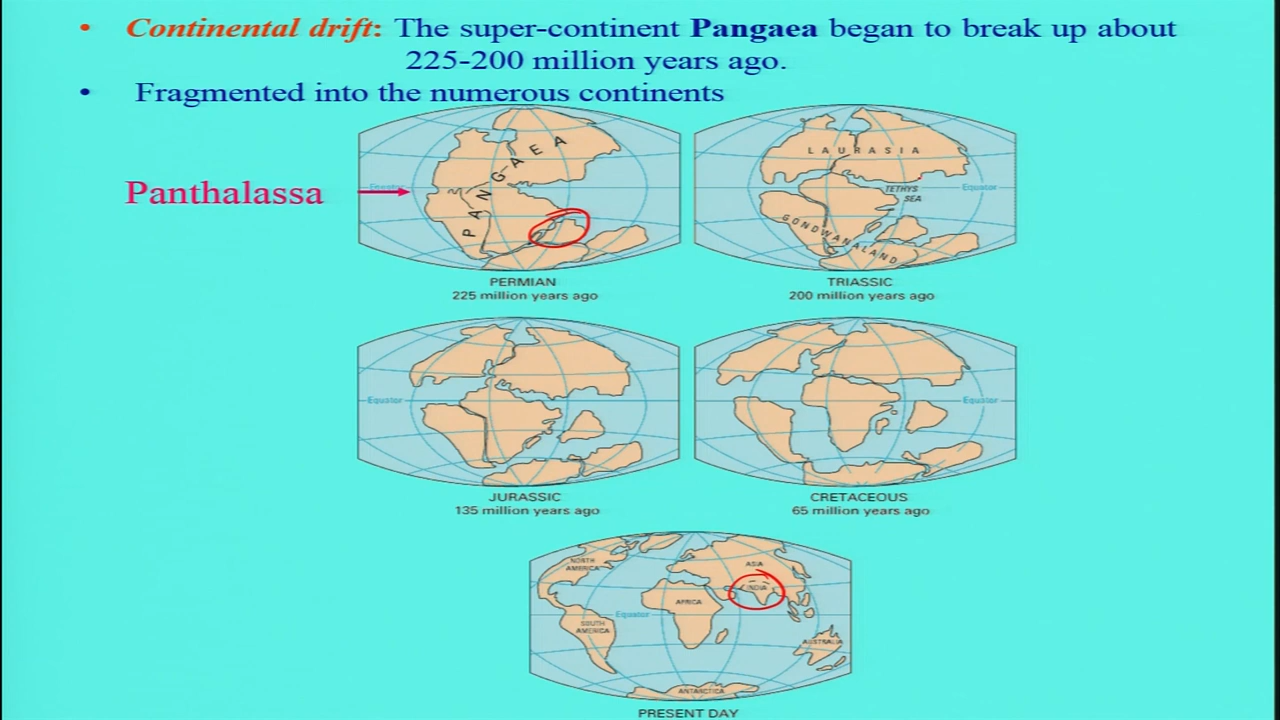 • Continental drift: The super-continent Pangaea began to break up about
225-200 million years ago.
• Fragmented into the numerous continents
Panthalassa
Equator
PANGAEA
PERMIAN
225 million years ago
LAURASIA
TETHYS
SEA
Equator
GONDWANALAND
TRIASSIC
200 million years ago
Equator
JURASSIC
135 million years ago
Equator
CRETACEOUS
65 million years ago
NORTH
AMERICA
ASIA
INDIA
AFRICA
Equator
SOUTH
AMERICA
AUSTRALIA
ANTARCTICA
PRESENT DAY